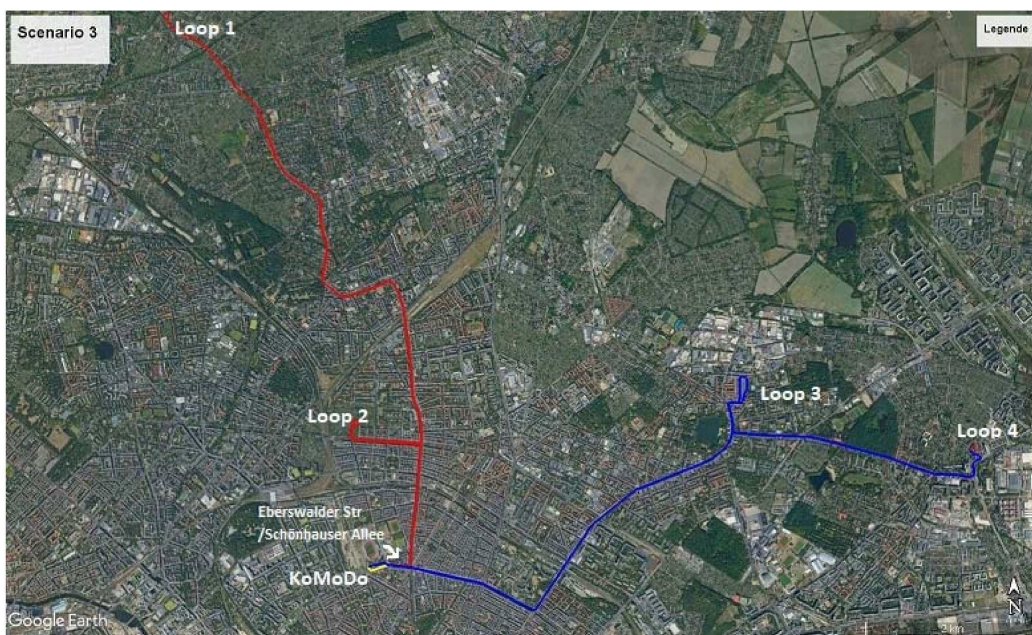 Scenario 3
Loop 1
Legende
Loop 2
Loop 3
Loop 4
Eberswalder Str
/Schönhauser Allee
KoMoDo
Google Earth
N
2 km